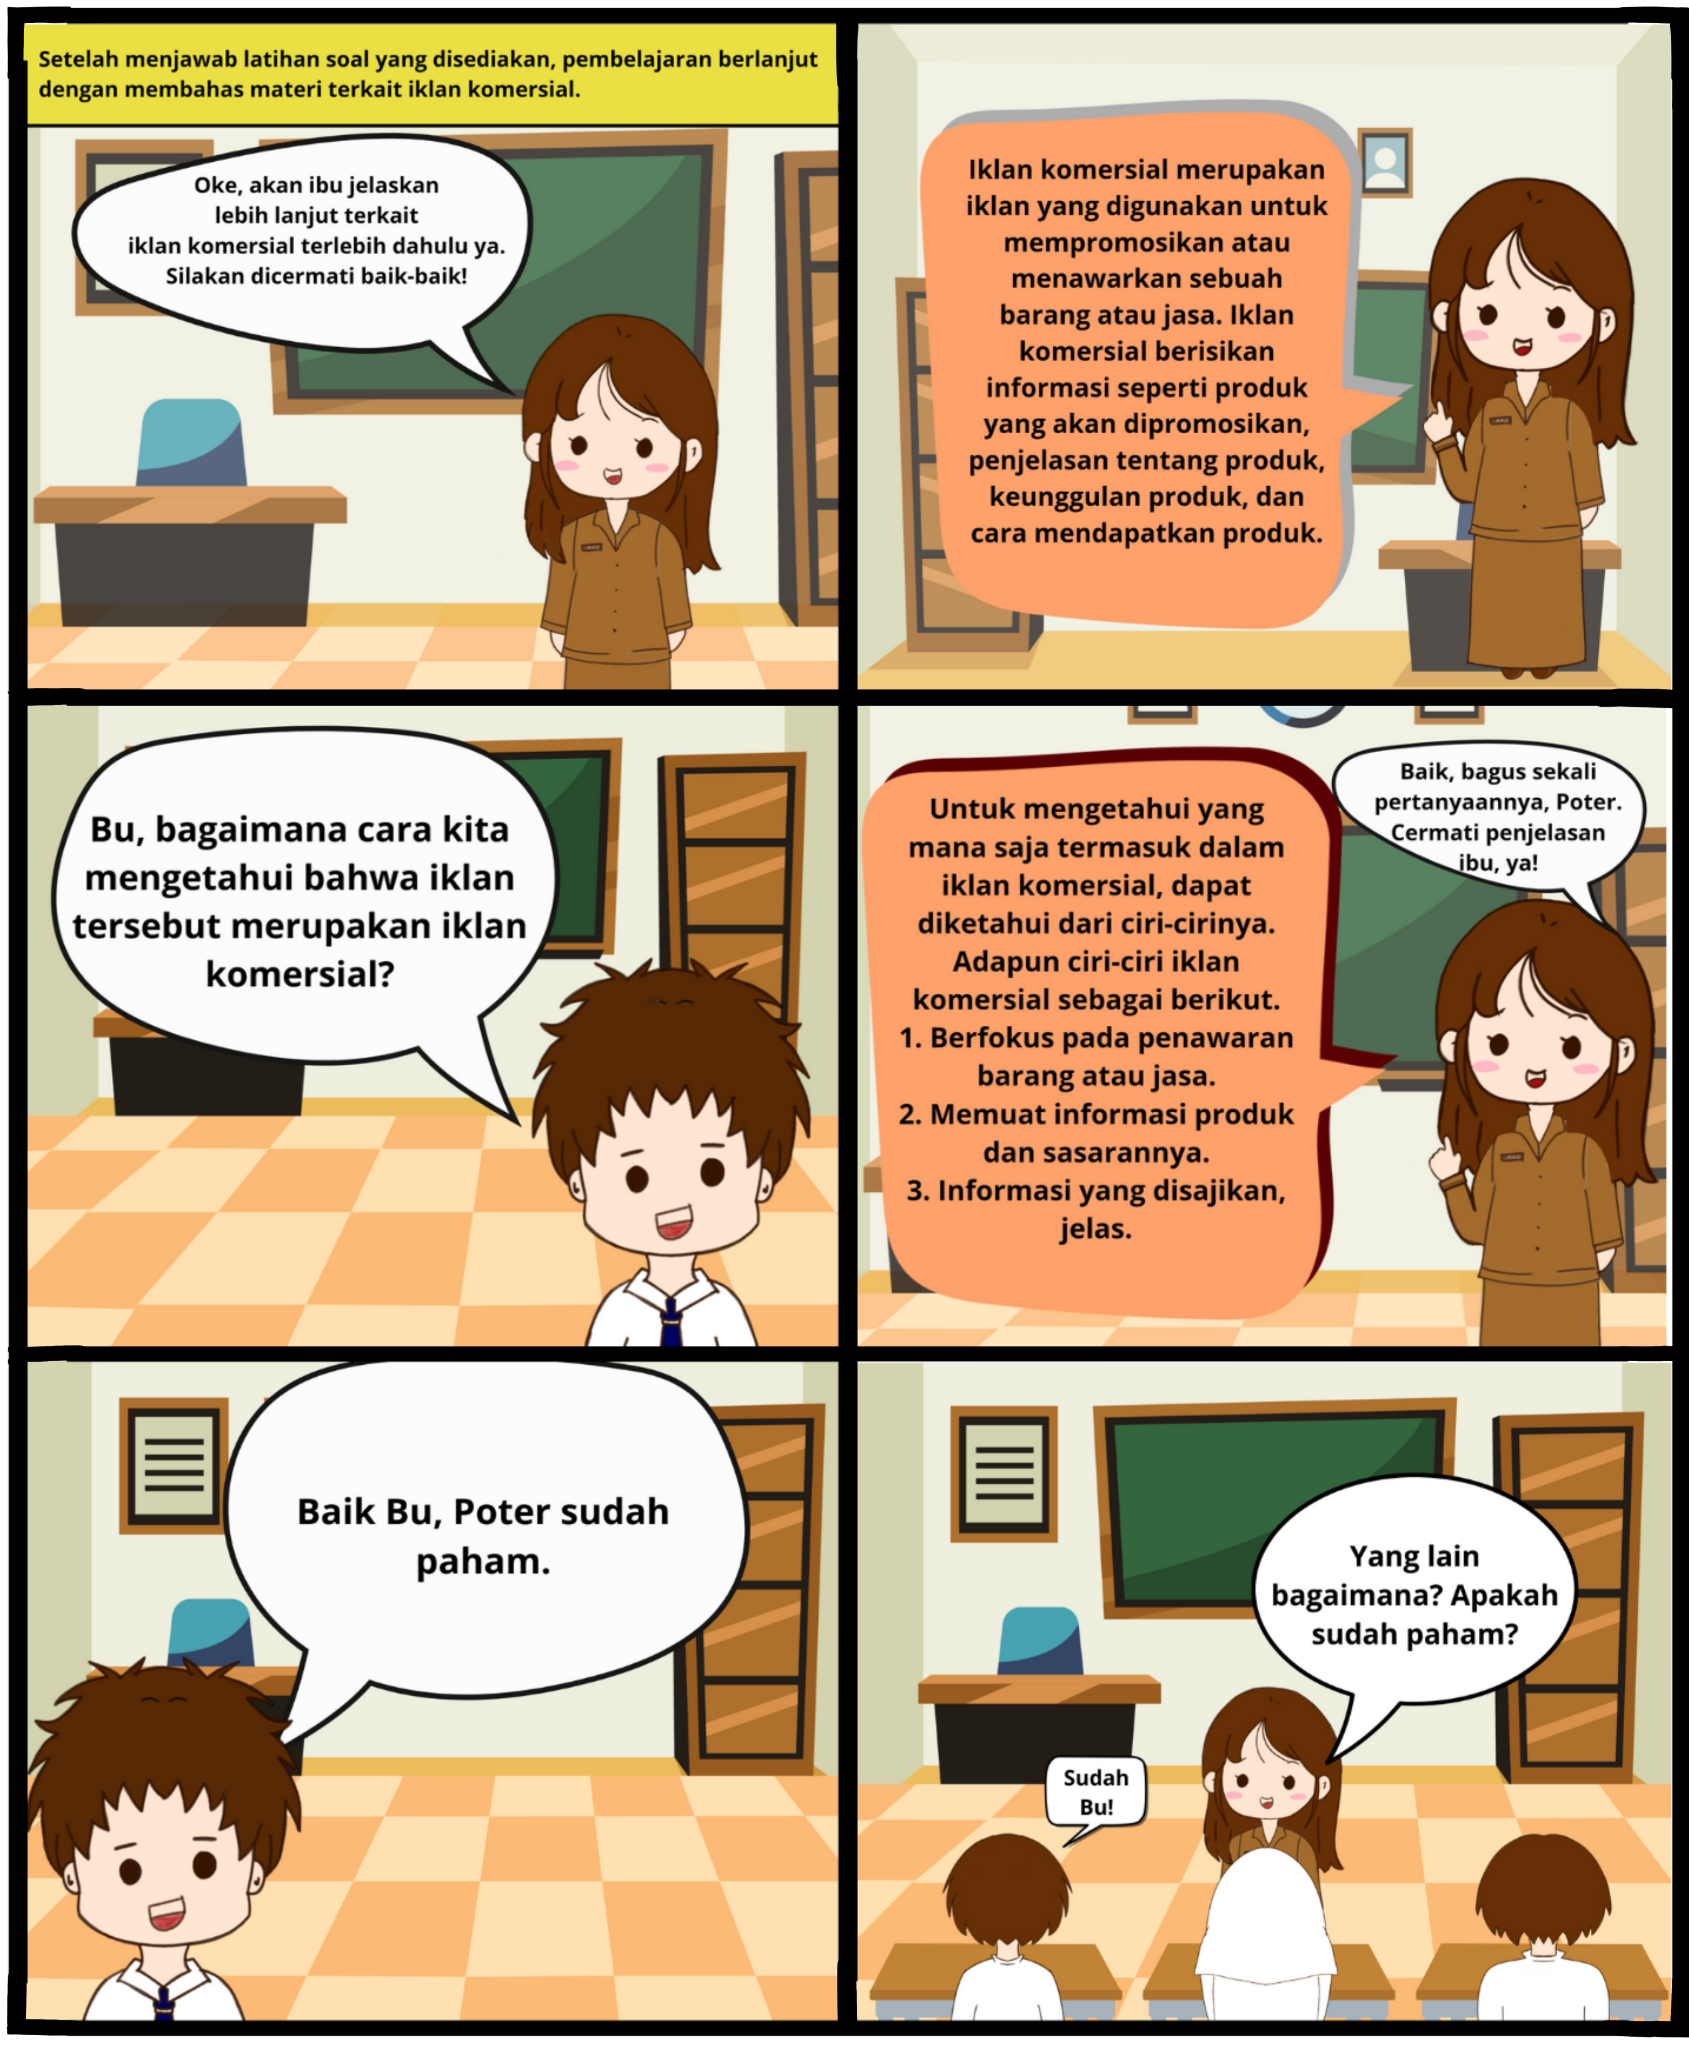 Setelah menjawab latihan soal yang disediakan, pembelajaran berlanjut
dengan membahas materi terkait iklan komersial.
Oke, akan ibu jelaskan
lebih lanjut terkait
iklan komersial terlebih dahulu ya.
Silakan dicermati baik-baik!
Iklan komersial merupakan
iklan yang digunakan untuk
mempromosikan atau
menawarkan sebuah
barang atau jasa. Iklan
komersial berisikan
informasi seperti produk
yang akan dipromosikan,
penjelasan tentang produk,
keunggulan produk, dan
cara mendapatkan produk.
Bu, bagaimana cara kita
mengetahui bahwa iklan
tersebut merupakan iklan
komersial?
Baik, bagus sekali
pertanyaannya, Poter.
Cermati penjelasan
ibu, ya!
Untuk mengetahui yang
mana saja termasuk dalam
iklan komersial, dapat
diketahui dari ciri-cirinya.
Adapun ciri-ciri iklan
komersial sebagai berikut.
1. Berfokus pada penawaran
barang atau jasa.
2. Memuat informasi produk
dan sasarannya.
3. Informasi yang disajikan,
jelas.
Baik Bu, Poter sudah
paham.
Yang lain
bagaimana? Apakah
sudah paham?
Sudah
Bu!